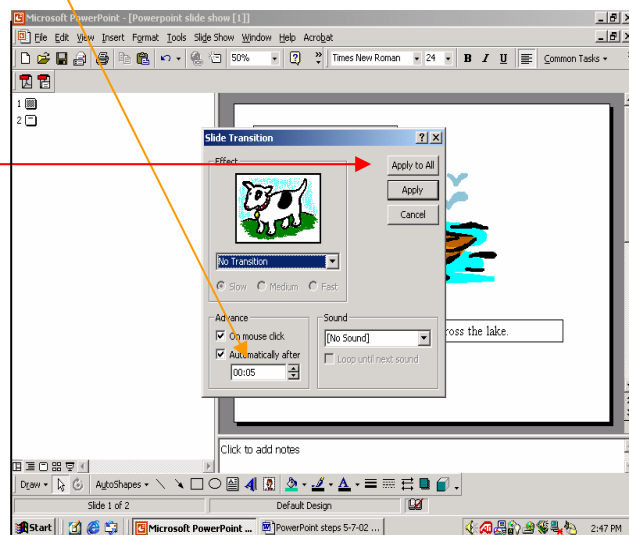 Microsoft PowerPoint - [Powerpoint slide show [1]]
File Edit View Insert Format Tools Slide Show Window Help Acrobat
50% Times New Roman 24 B I U Common Tasks
1
2
Slide Transition
Effect
Apply to All
Apply
Cancel
No Transition
Slow Medium Fast
Advance
On mouse click
Automatically after
00:05
Sound
[No Sound]
Loop until next sound
ross the lake.
Click to add notes
Draw AutoShapes
Slide 1 of 2 Default Design
Start Microsoft PowerPoint ... PowerPoint steps 5-7-02 ... 2:47 PM